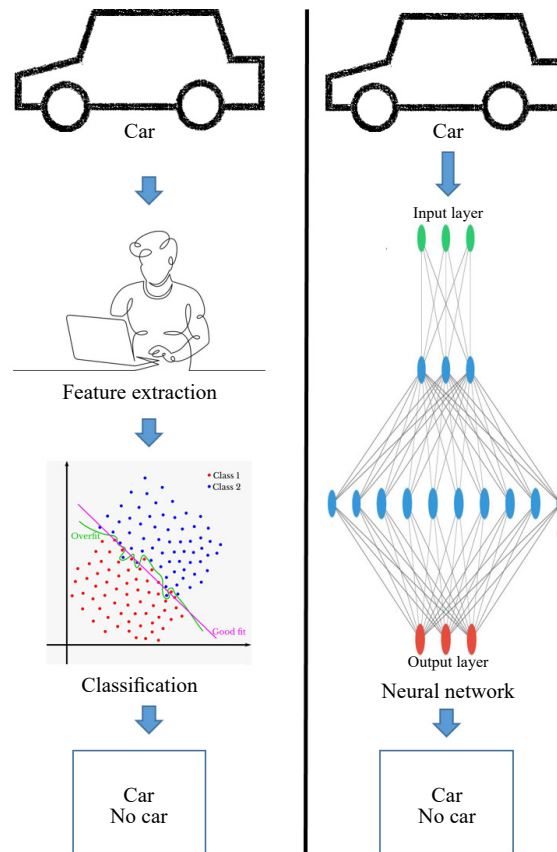 Car
Feature extraction
Class 1
Class 2
Overfit
Good fit
Classification
Car
No car
Car
Input layer
Output layer
Neural network
Car
No car